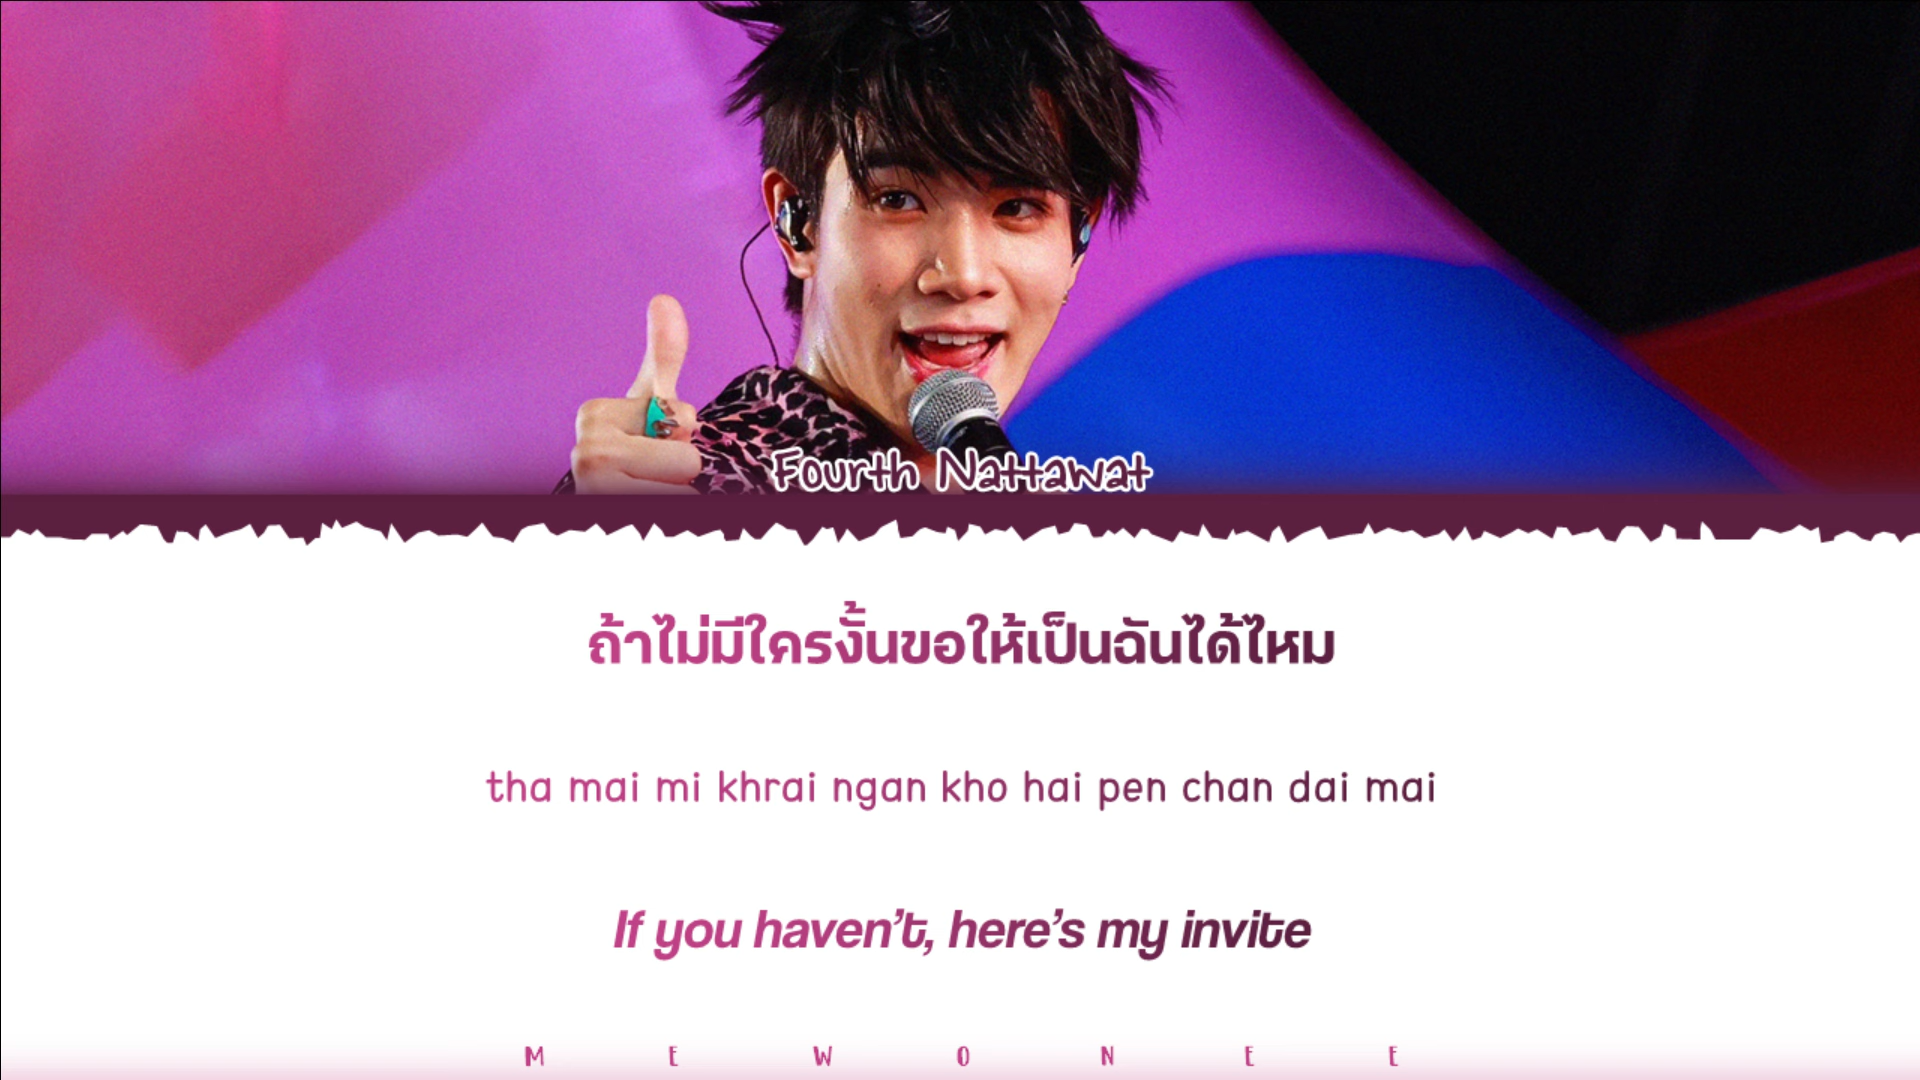 Fourth Nattawat
ถ้าไม่มีใครงั้นขอให้เป็นฉันได้ไหม
tha mai mi khrai ngan kho hai pen chan dai mai
If you haven't, here's my invite
M E W O N E E